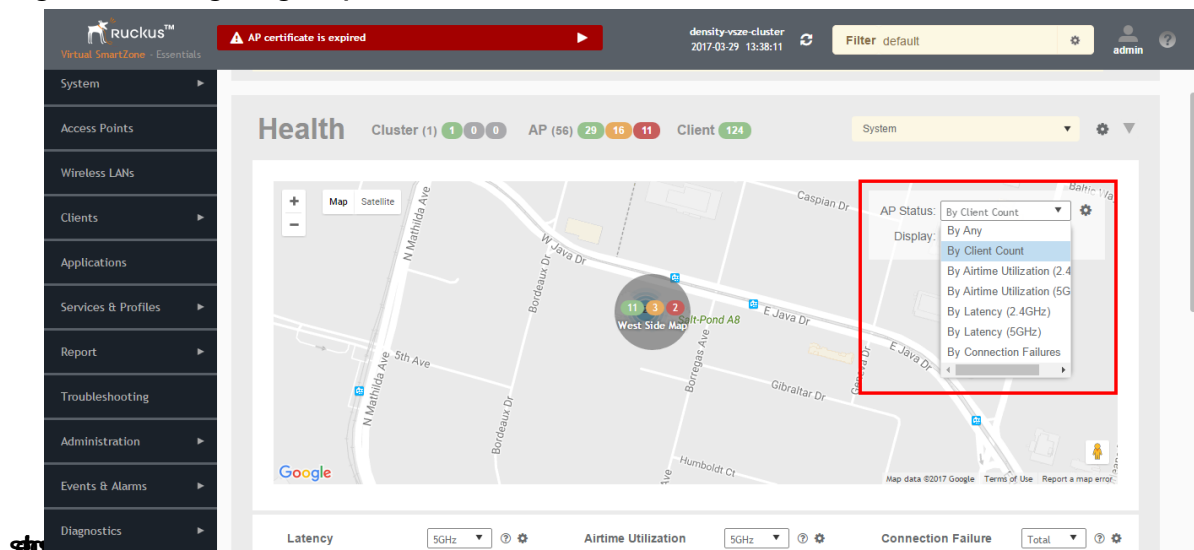 RUCKUS™
Virtual SmartZone - Essentials
AP certificate is expired
density-vsze-cluster
2017-03-29 13:38:11
Filter default
admin
System
Access Points
Wireless LANs
Clients
Applications
Services & Profiles
Report
Troubleshooting
Administration
Events & Alarms
Diagnostics
Health Cluster (1) 1 0 0 AP (56) 29 16 11 Client 124
System
+
−
Map Satellite
AP Status: By Client Count
Display:
By Any
By Client Count
By Airtime Utilization (2.4
By Airtime Utilization (5G
By Latency (2.4GHz)
By Latency (5GHz)
By Connection Failures
N Mathilda Ave
W Java Dr
Bordeaux Dr
Caspian Dr
11 3 2
West Side Map
Salt-Pond A8
E Java Dr
E Java Dr
Borregas Ave
Geneva Dr
5th Ave
Gibraltar Dr
N Mathilda Ave
Bordeaux Dr
Humboldt Ct
Google
Map data ©2017 Google Terms of Use Report a map error
Latency 5GHz
Airtime Utilization 5GHz
Connection Failure Total